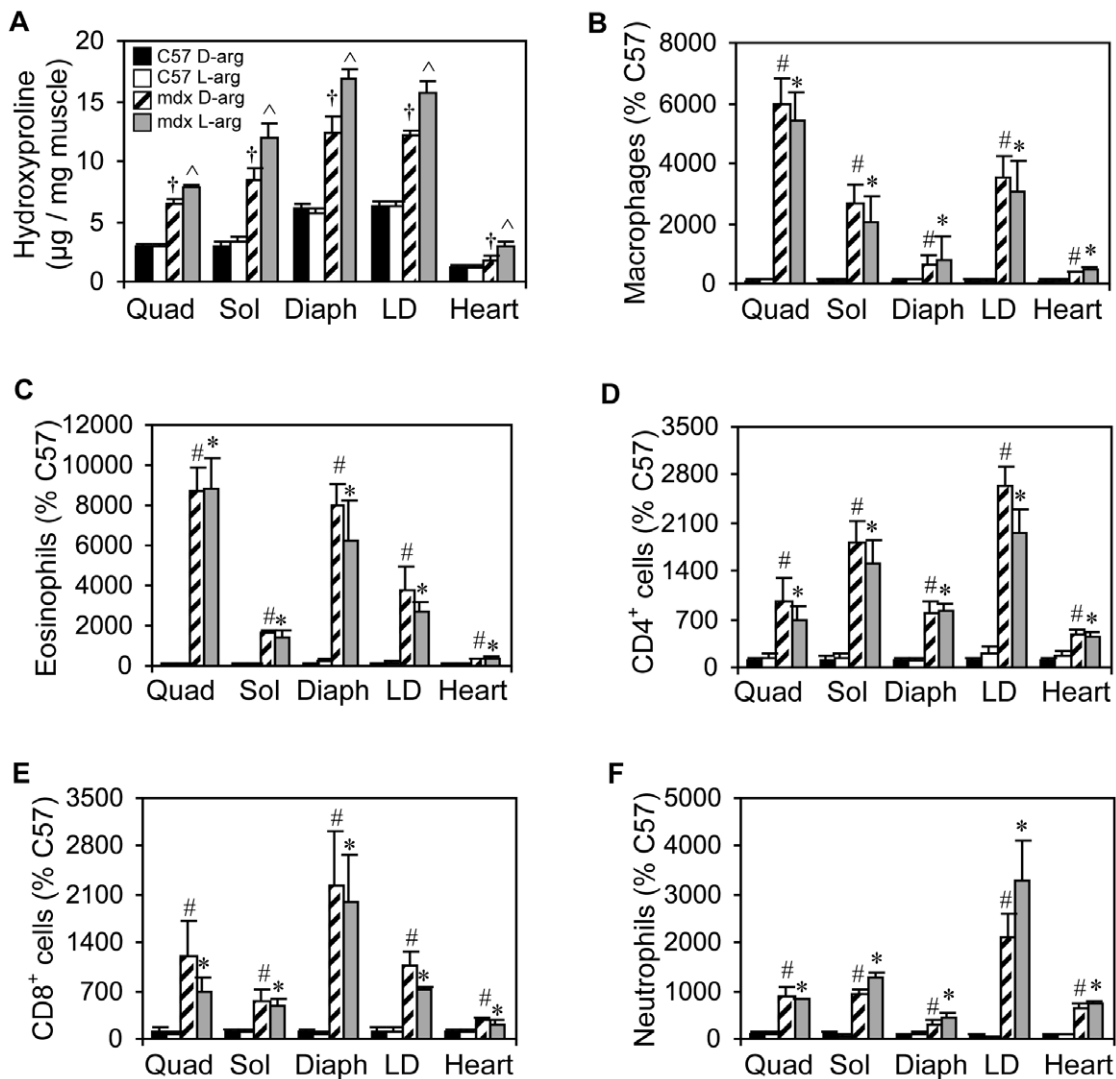 A
Hydroxyproline
(µg / mg muscle)
20
15
10
5
0
C57 D-arg
C57 L-arg
mdx D-arg
mdx L-arg
† ^ † ^ † ^ † ^ † ^
Quad Sol Diaph LD Heart
B
Macrophages (% C57)
8000
6000
4000
2000
0
# * # * # * # * # *
Quad Sol Diaph LD Heart
C
Eosinophils (% C57)
12000
10000
8000
6000
4000
2000
0
# * # * # * # * # *
Quad Sol Diaph LD Heart
D
CD4⁺ cells (% C57)
3500
2800
2100
1400
700
0
# * # * # * # * # *
Quad Sol Diaph LD Heart
E
CD8⁺ cells (% C57)
3500
2800
2100
1400
700
0
# * # * # * # * # *
Quad Sol Diaph LD Heart
F
Neutrophils (% C57)
5000
4000
3000
2000
1000
0
# * # * # * # * # *
Quad Sol Diaph LD Heart